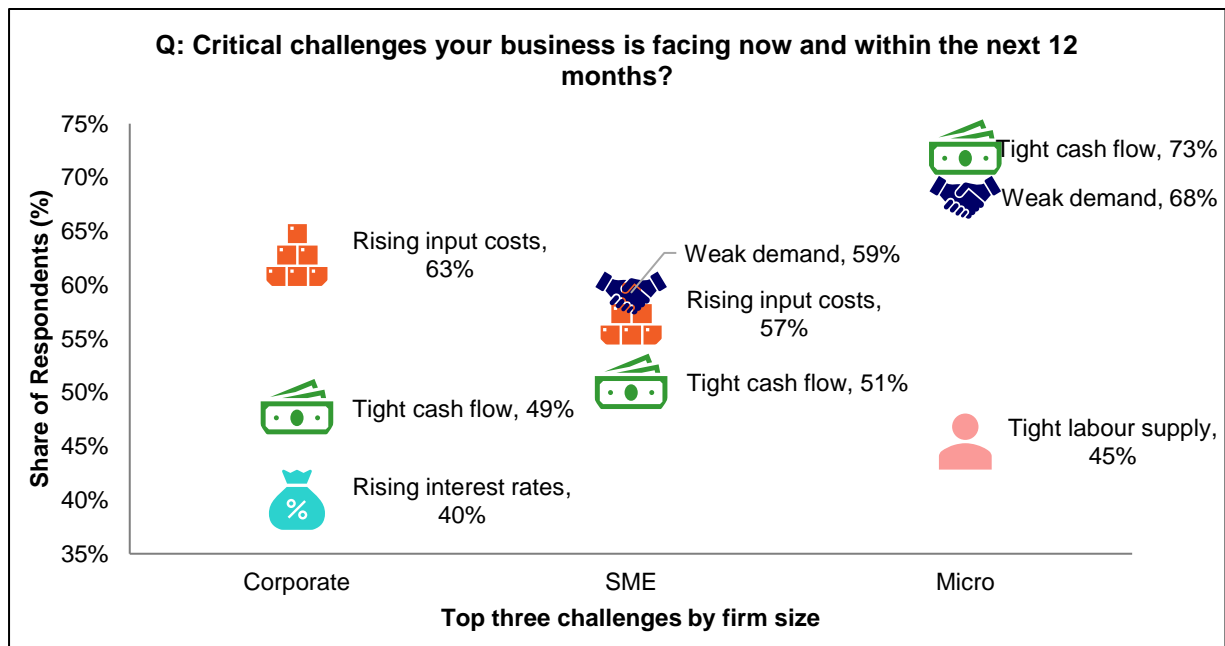 Q: Critical challenges your business is facing now and within the next 12
months?
Share of Respondents (%)
75%
70%
65%
60%
55%
50%
45%
40%
35%
Rising input costs,
63%
Tight cash flow, 49%
Rising interest rates,
40%
%
Weak demand, 59%
Rising input costs,
57%
Tight cash flow, 51%
Tight cash flow, 73%
Weak demand, 68%
Tight labour supply,
45%
Corporate
SME
Micro
Top three challenges by firm size